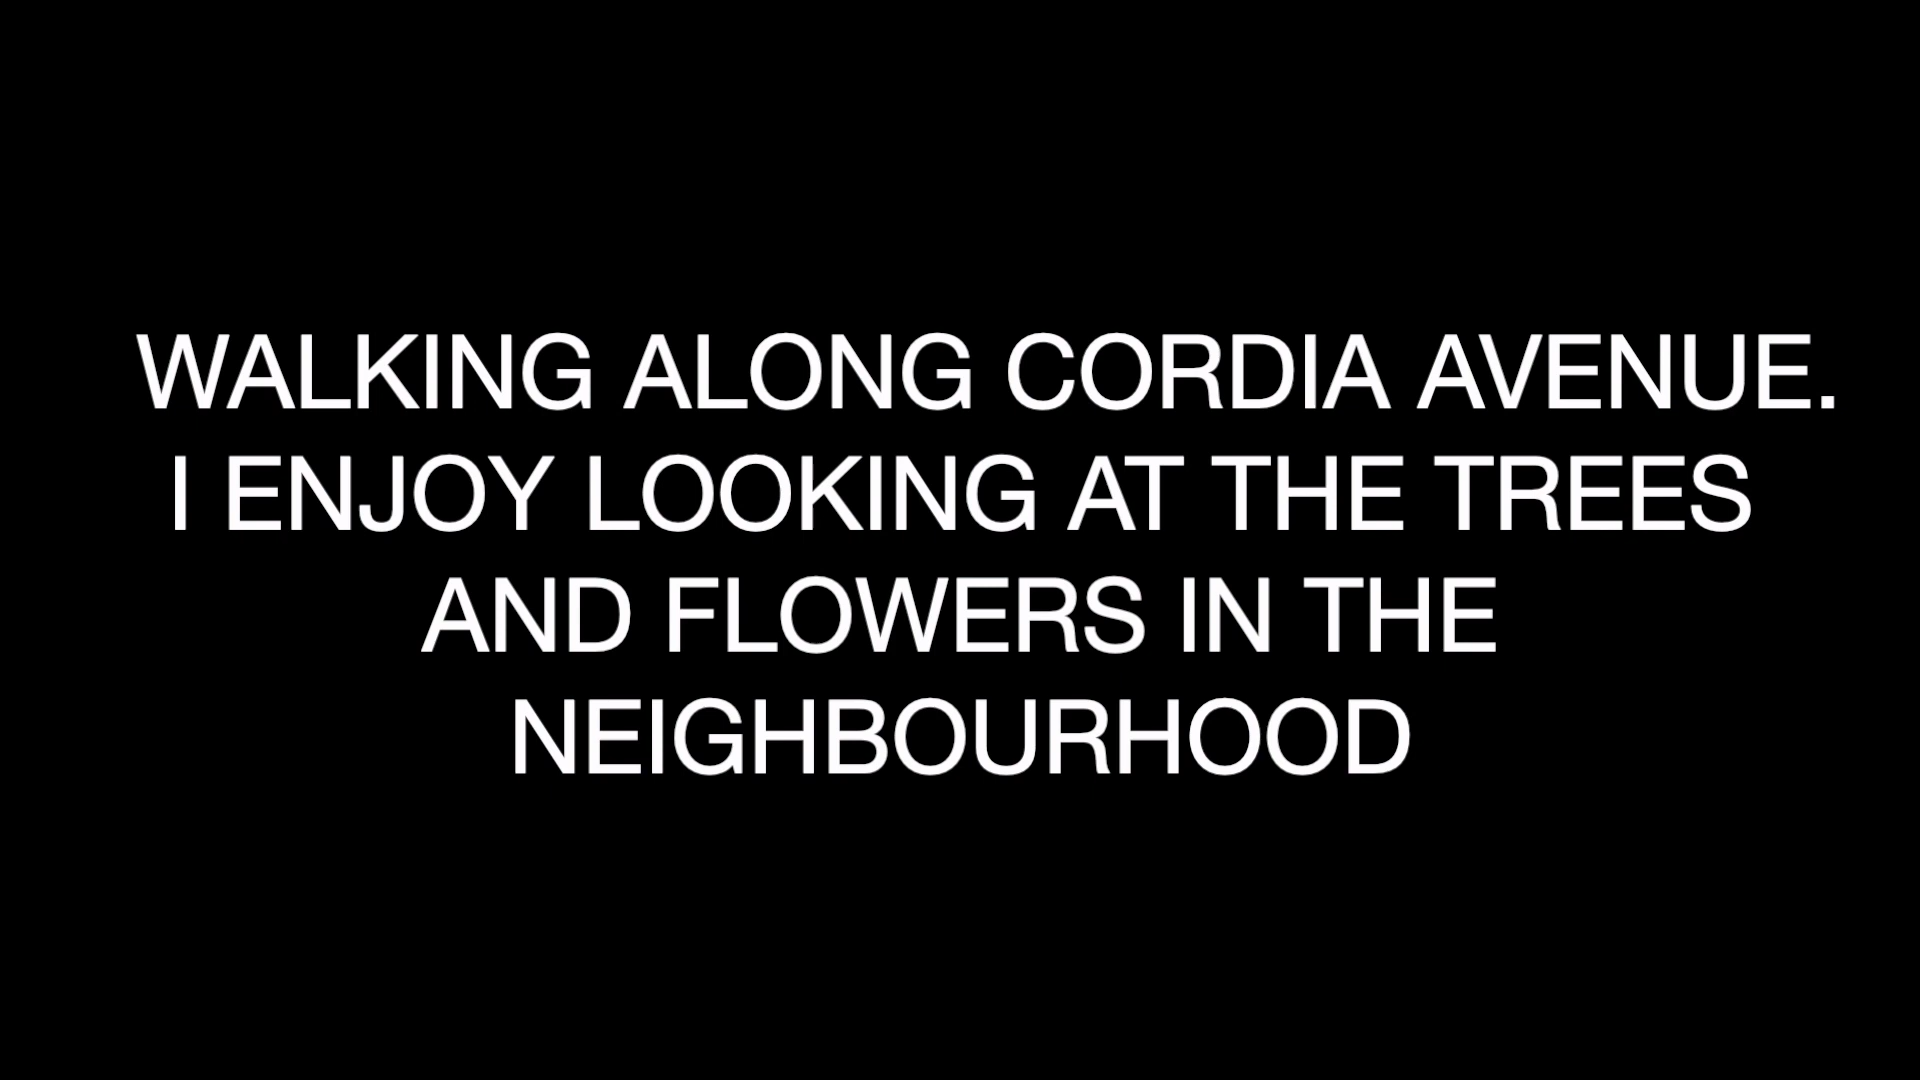 WALKING ALONG CORDIA AVENUE.
I ENJOY LOOKING AT THE TREES
AND FLOWERS IN THE
NEIGHBOURHOOD